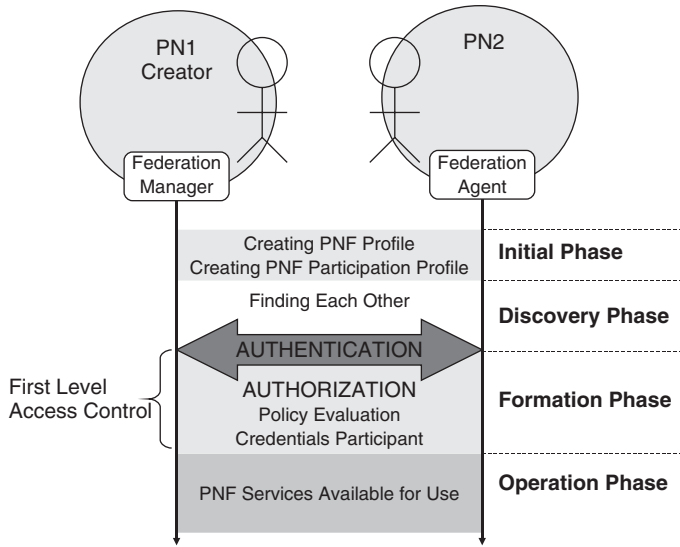 PN1
Creator
PN2
Federation
Manager
Federation
Agent
Creating PNF Profile
Creating PNF Participation Profile
Initial Phase
Finding Each Other
Discovery Phase
AUTHENTICATION
First Level
Access Control
AUTHORIZATION
Policy Evaluation
Credentials Participant
Formation Phase
PNF Services Available for Use
Operation Phase